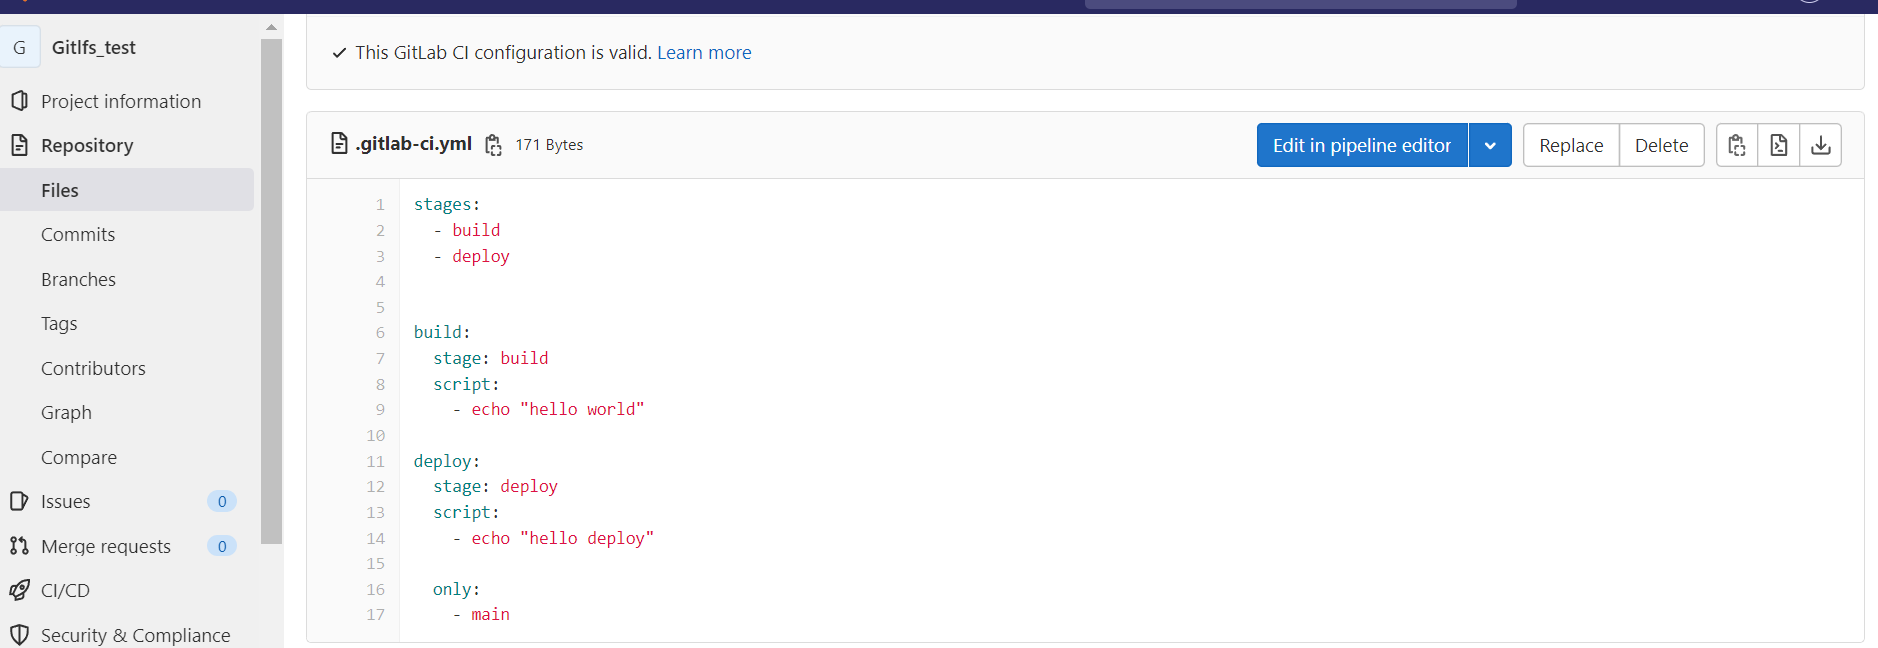 G Gitlfs_test
Project information
Repository
Files
Commits
Branches
Tags
Contributors
Graph
Compare
Issues 0
Merge requests 0
CI/CD
Security & Compliance
This GitLab CI configuration is valid. Learn more
.gitlab-ci.yml 171 Bytes
Edit in pipeline editor
Replace Delete
1 stages:
2 - build
3 - deploy
4
5
6 build:
7 stage: build
8 script:
9 - echo "hello world"
10
11 deploy:
12 stage: deploy
13 script:
14 - echo "hello deploy"
15
16 only:
17 - main